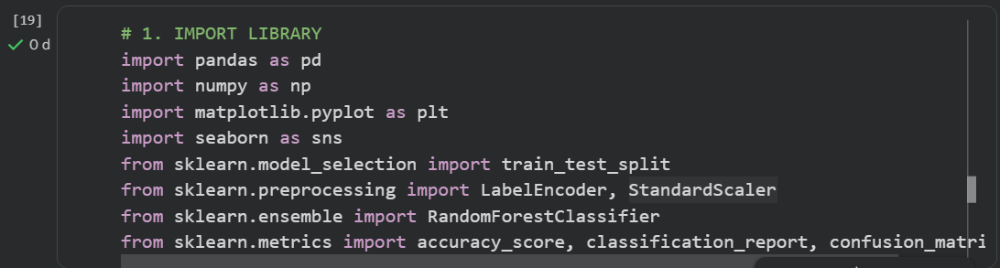 [19]
0 d
# 1. IMPORT LIBRARY
import pandas as pd
import numpy as np
import matplotlib.pyplot as plt
import seaborn as sns
from sklearn.model_selection import train_test_split
from sklearn.preprocessing import LabelEncoder, StandardScaler
from sklearn.ensemble import RandomForestClassifier
from sklearn.metrics import accuracy_score, classification_report, confusion_matri